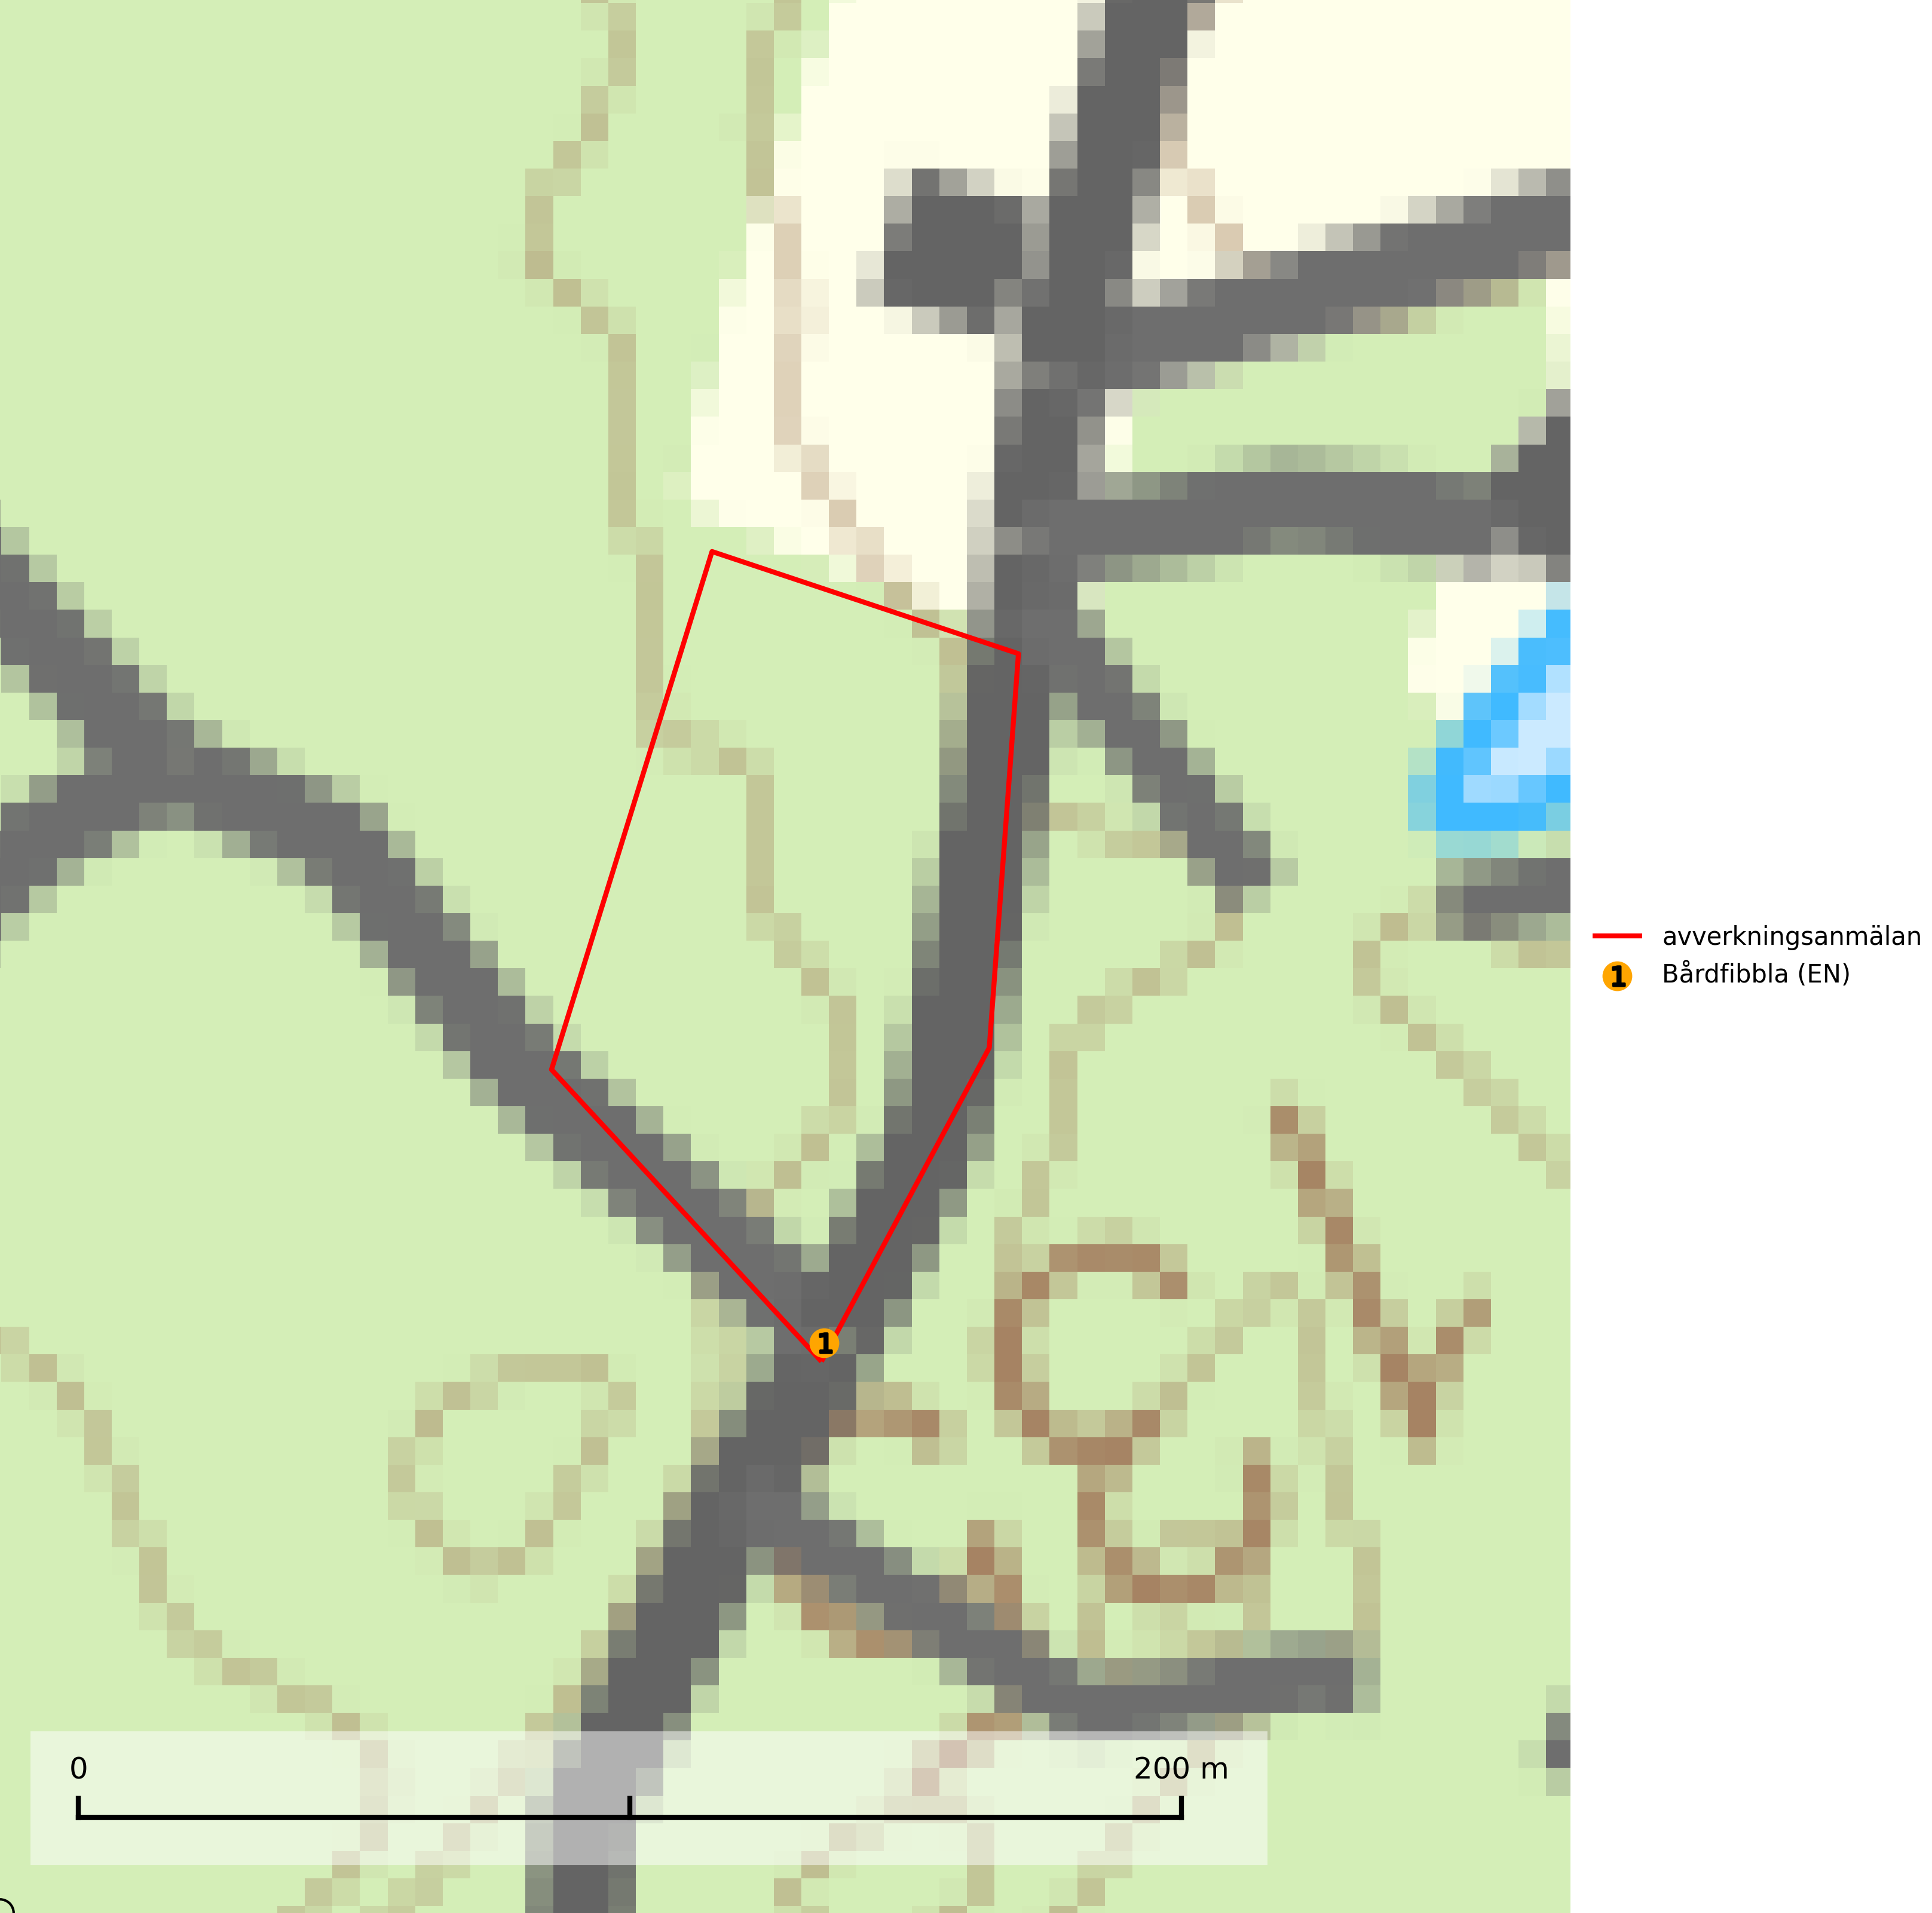 avverkningsanmälan
1 Bårdfibbla (EN)
1
0 200 m